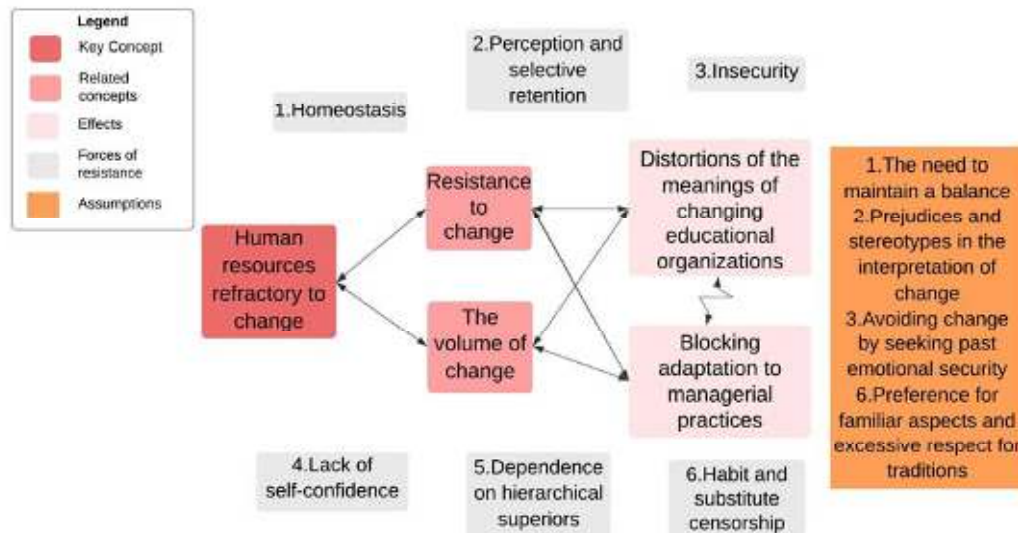 Legend
Key Concept
Related
concepts
Effects
Forces of
resistance
Assumptions
1.Homeostasis
2.Perception and
selective
retention
3.Insecurity
Human
resources
refractory to
change
Resistance
to
change
The
volume of
change
Distortions of the
meanings of
changing
educational
organizations
Blocking
adaptation to
managerial
practices
1.The need to
maintain a balance
2.Prejudices and
stereotypes in the
interpretation of
change
3.Avoiding change
by seeking past
emotional security
6.Preference for
familiar aspects and
excessive respect for
traditions
4.Lack of
self-confidence
5.Dependence
on hierarchical
superiors
6.Habit and
substitute
censorship